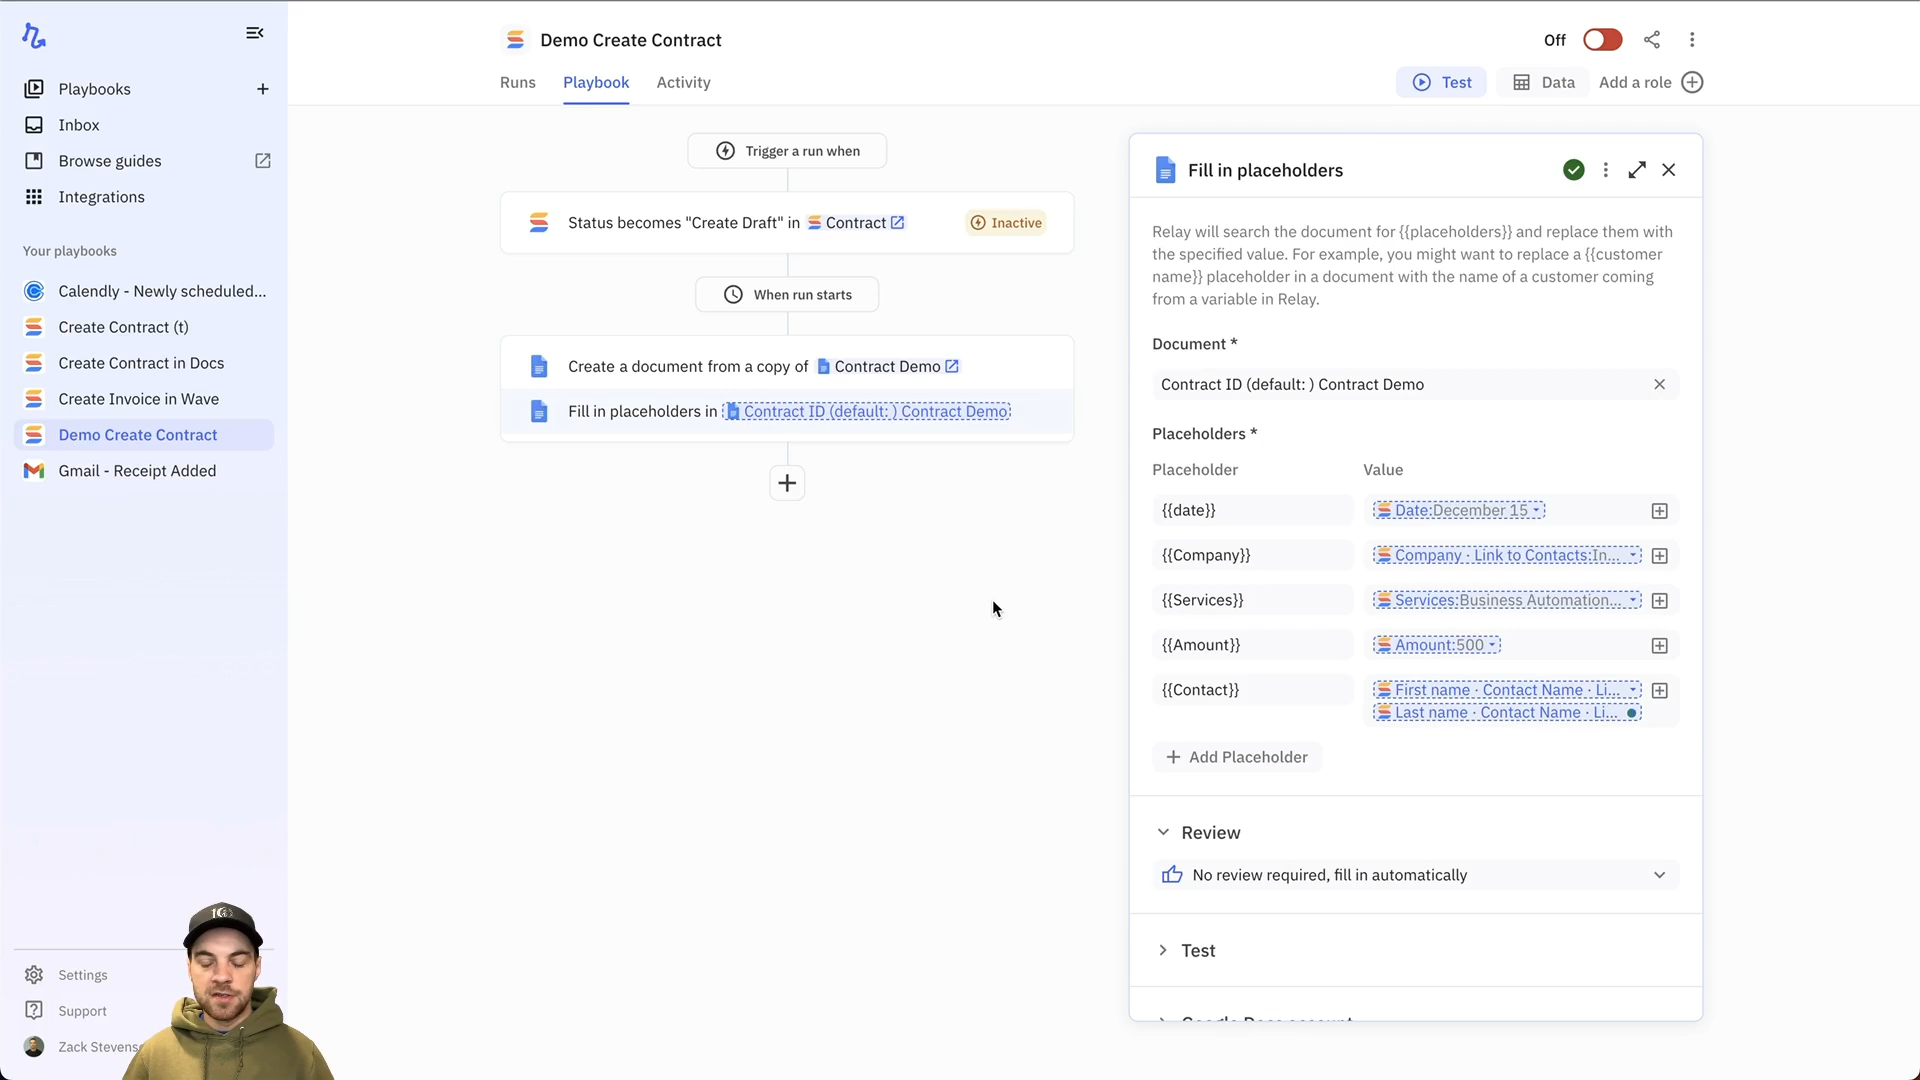 Playbooks
Inbox
Browse guides
Integrations
Your playbooks
Calendly - Newly scheduled...
Create Contract (t)
Create Contract in Docs
Create Invoice in Wave
Demo Create Contract
Gmail - Receipt Added
Settings
Support
Zack
Demo Create Contract
Off
Runs
Playbook
Activity
Test
Data
Add a role
Trigger a run when
Status becomes "Create Draft" in Contract
Inactive
When run starts
Create a document from a copy of Contract Demo
Fill in placeholders in Contract ID (default: ) Contract Demo
Fill in placeholders
Relay will search the document for {{placeholders}} and replace them with
the specified value. For example, you might want to replace a {{customer
name}} placeholder in a document with the name of a customer coming
from a variable in Relay.
Document *
Contract ID (default: ) Contract Demo
Placeholders *
Placeholder Value
{{date}} Date:December 15
{{Company}} Company · Link to Contacts:In...
{{Services}} Services:Business Automation...
{{Amount}} Amount:500
{{Contact}} First name · Contact Name · Li...
Last name · Contact Name · Li...
Add Placeholder
Review
No review required, fill in automatically
Test